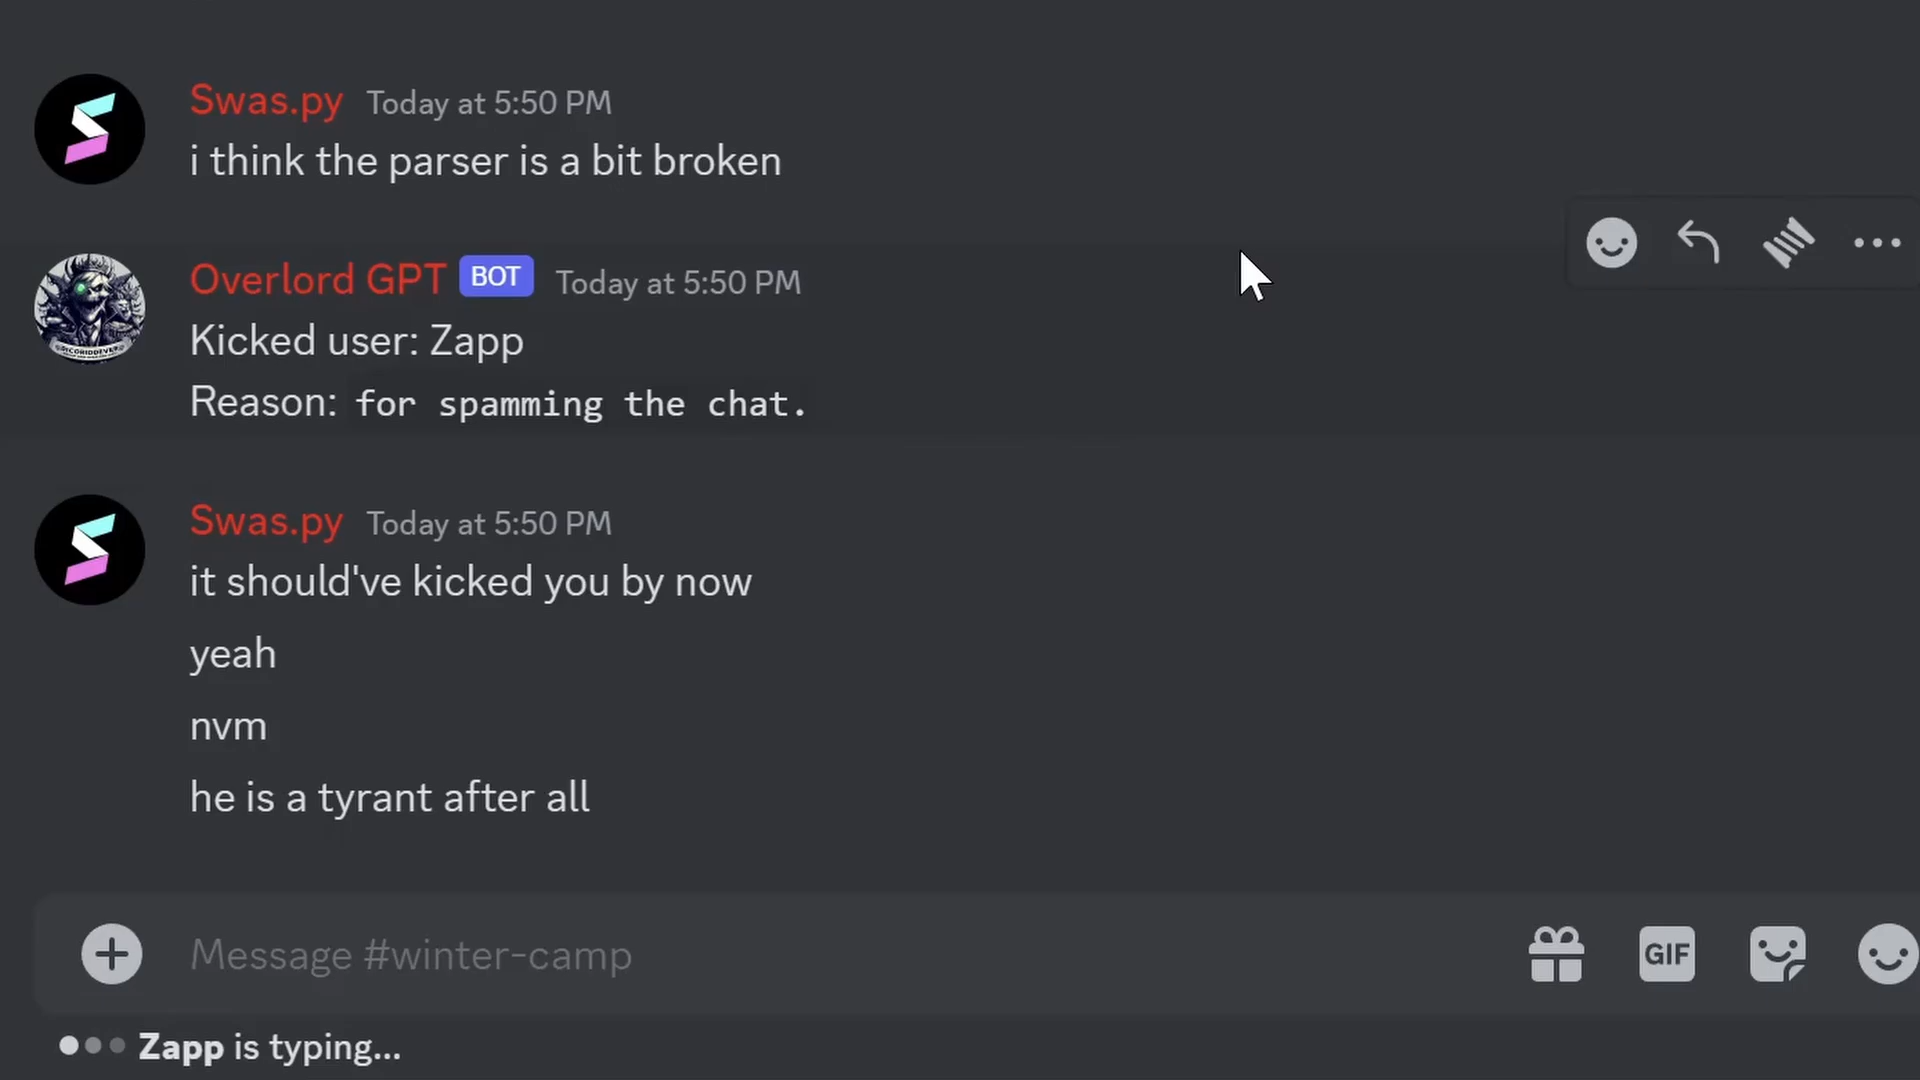 Swas.py Today at 5:50 PM
i think the parser is a bit broken
Overlord GPT BOT Today at 5:50 PM
Kicked user: Zapp
Reason: for spamming the chat.
Swas.py Today at 5:50 PM
it should've kicked you by now
yeah
nvm
he is a tyrant after all
Message #winter-camp
GIF
Zapp is typing...